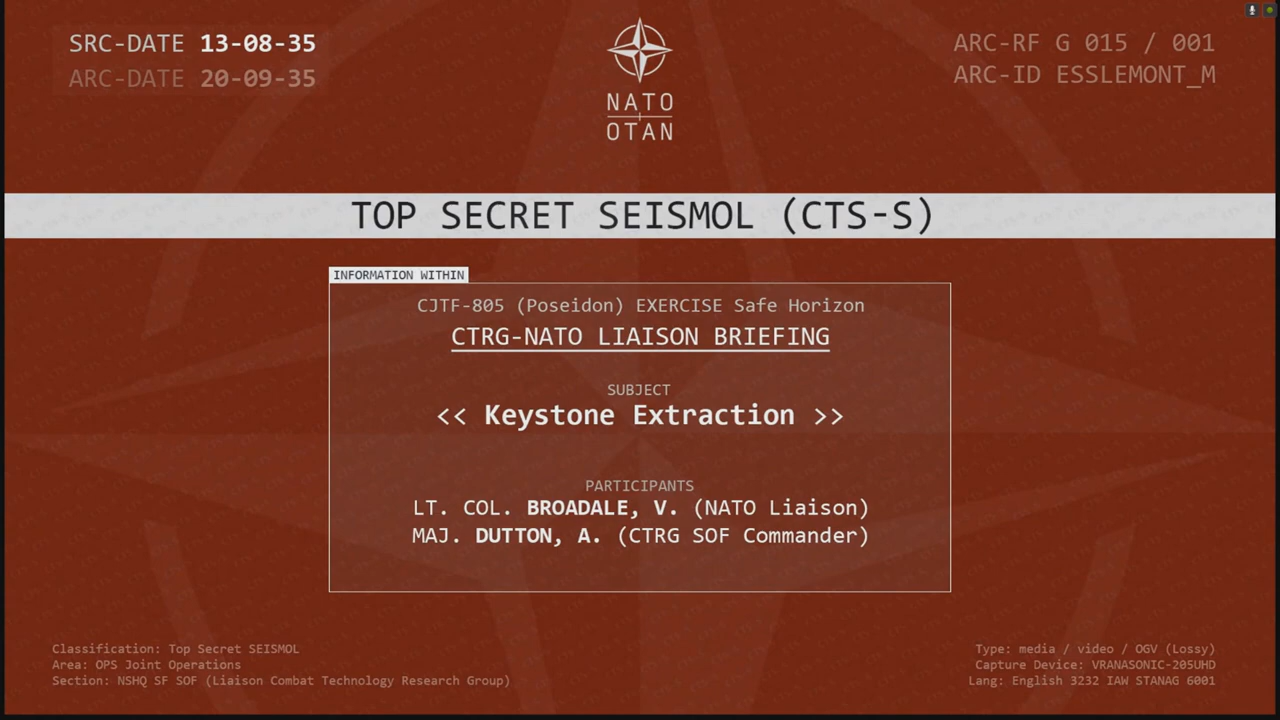 SRC-DATE 13-08-35
ARC-DATE 20-09-35
NATO
OTAN
ARC-RF G 015 / 001
ARC-ID ESSLEMONT_M
TOP SECRET SEISMOL (CTS-S)
INFORMATION WITHIN
CJTF-805 (Poseidon) EXERCISE Safe Horizon
CTRG-NATO LIAISON BRIEFING
SUBJECT
<< Keystone Extraction >>
PARTICIPANTS
LT. COL. BROADALE, V. (NATO Liaison)
MAJ. DUTTON, A. (CTRG SOF Commander)
Classification: Top Secret SEISMOL
Area: OPS Joint Operations
Section: NSHQ SF SOF (Liaison Combat Technology Research Group)
Type: media / video / OGV (Lossy)
Capture Device: VRANASONIC-205UHD
Lang: English 3232 IAW STANAG 6001